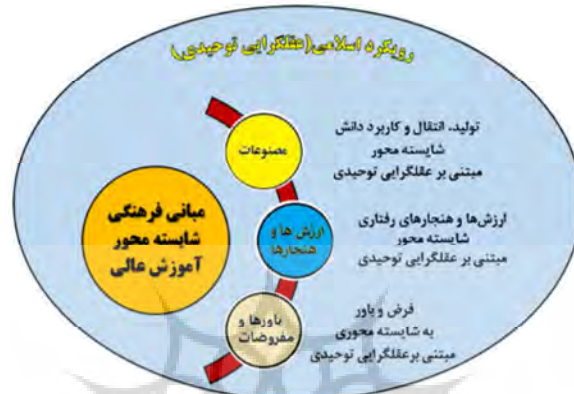 رویکرد اسلامی(عقلگرایی توحیدی)
مصنوعات
تولید، انتقال و کاربرد دانش
شایسته محور
مبتنی بر عقلگرایی توحیدی
مبانی فرهنگی
شایسته محور
آموزش عالی
ارزش ها و
هنجارها
ارزش‌ها و هنجارهای رفتاری
شایسته محور
مبتنی بر عقلگرایی توحیدی
باورها و
مفروضات
فرض و باور
به شایسته محوری
مبتنی برعقلگرایی توحیدی